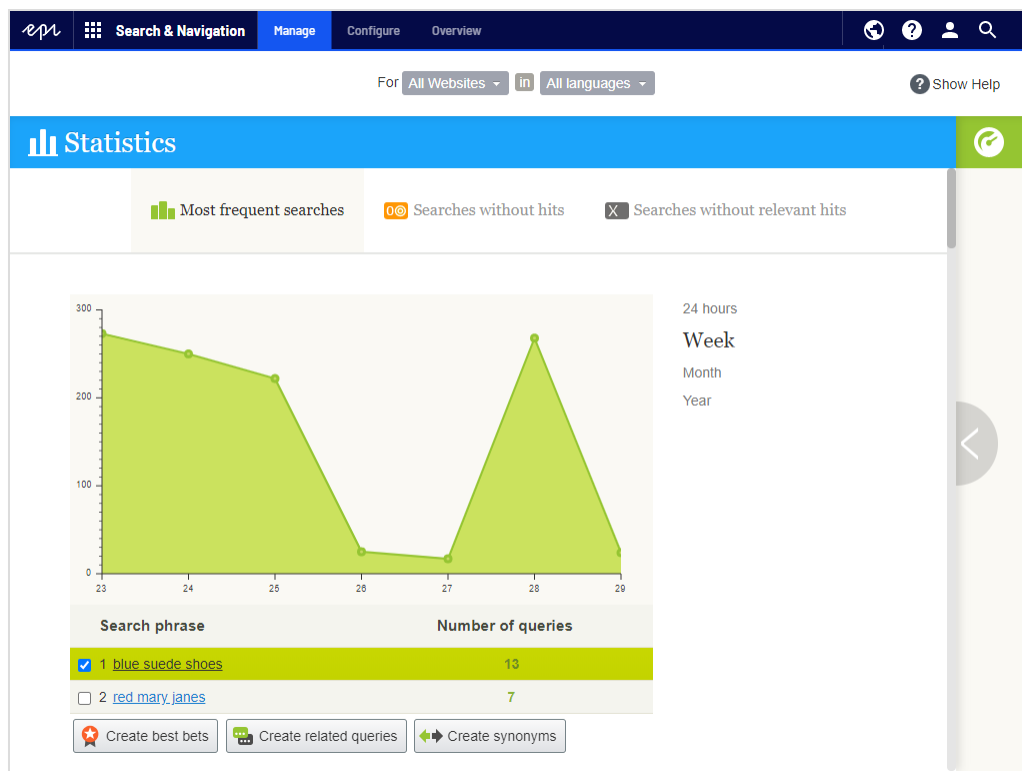 epi Search & Navigation Manage Configure Overview
For All Websites in All languages ? Show Help
Statistics
Most frequent searches Searches without hits X Searches without relevant hits
300
200
100
0
23 24 25 26 27 28 29
24 hours
Week
Month
Year
Search phrase Number of queries
1 blue suede shoes 13
2 red mary janes 7
Create best bets Create related queries Create synonyms